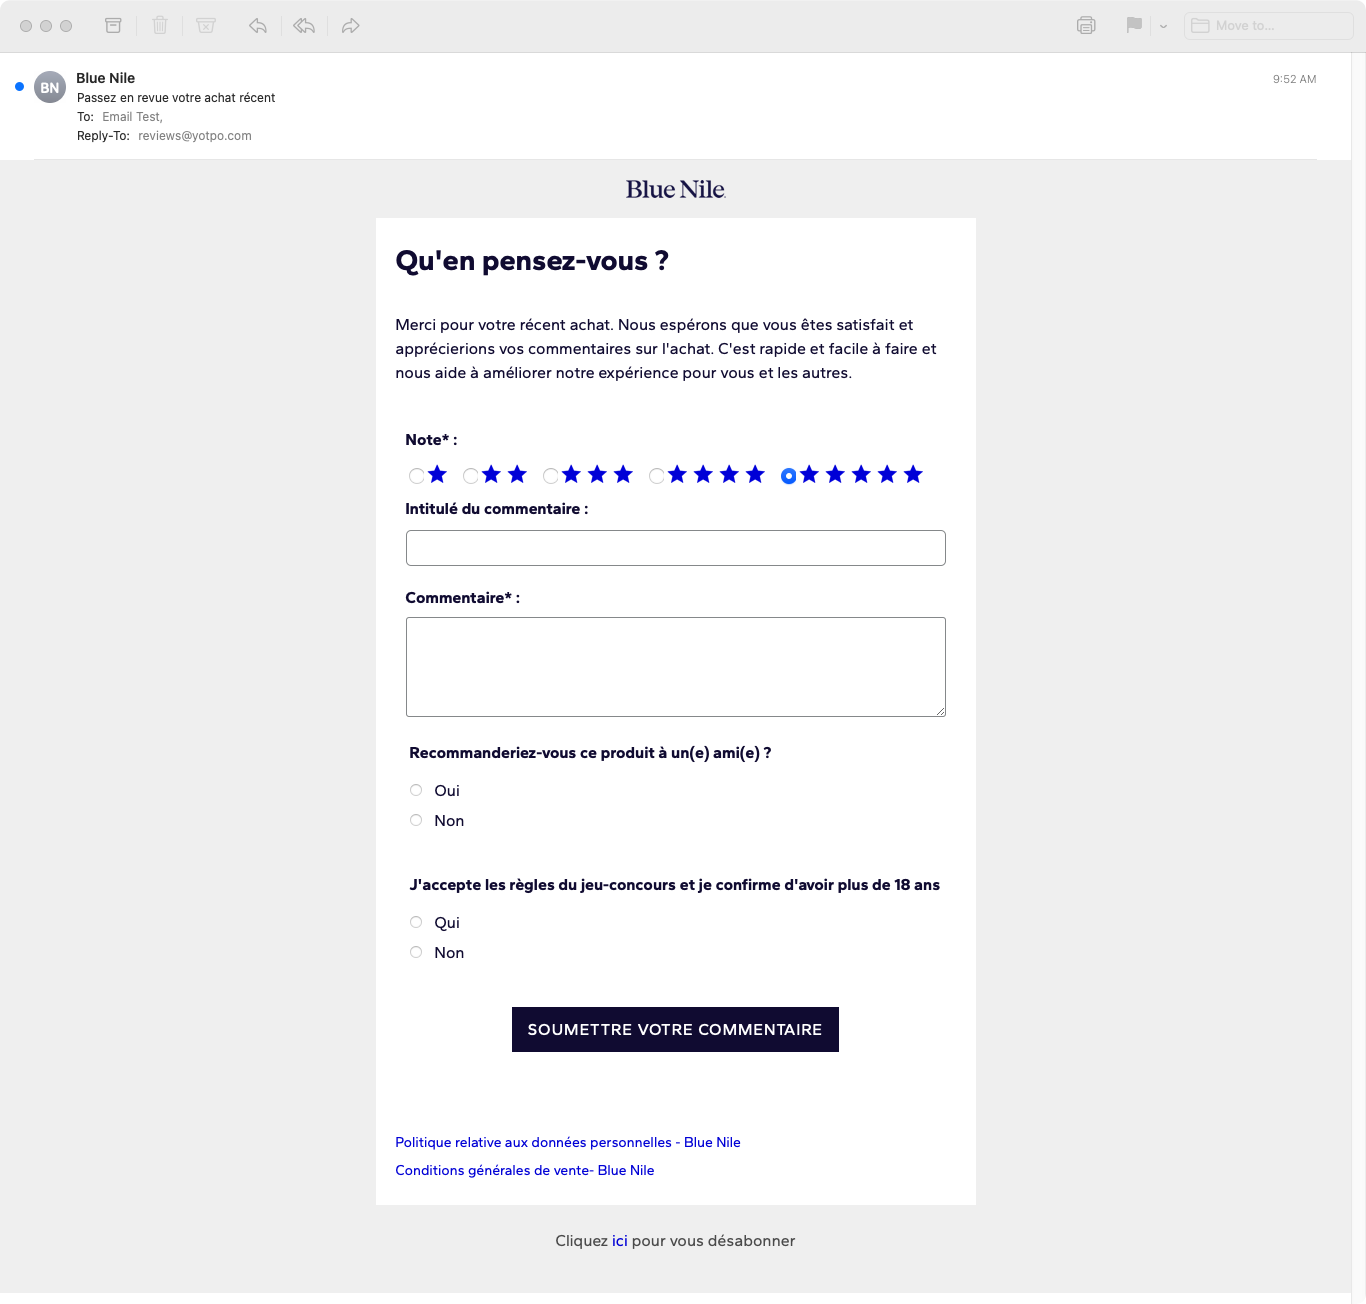 Move to...
BN
Blue Nile
9:52 AM
Passez en revue votre achat récent
To: Email Test,
Reply-To: reviews@yotpo.com
Blue Nile.
Qu'en pensez-vous ?
Merci pour votre récent achat. Nous espérons que vous êtes satisfait et
apprécierions vos commentaires sur l'achat. C'est rapide et facile à faire et
nous aide à améliorer notre expérience pour vous et les autres.
Note* :
Intitulé du commentaire :
Commentaire* :
Recommanderiez-vous ce produit à un(e) ami(e) ?
Oui
Non
J'accepte les règles du jeu-concours et je confirme d'avoir plus de 18 ans
Qui
Non
SOUMETTRE VOTRE COMMENTAIRE
Politique relative aux données personnelles - Blue Nile
Conditions générales de vente- Blue Nile
Cliquez ici pour vous désabonner